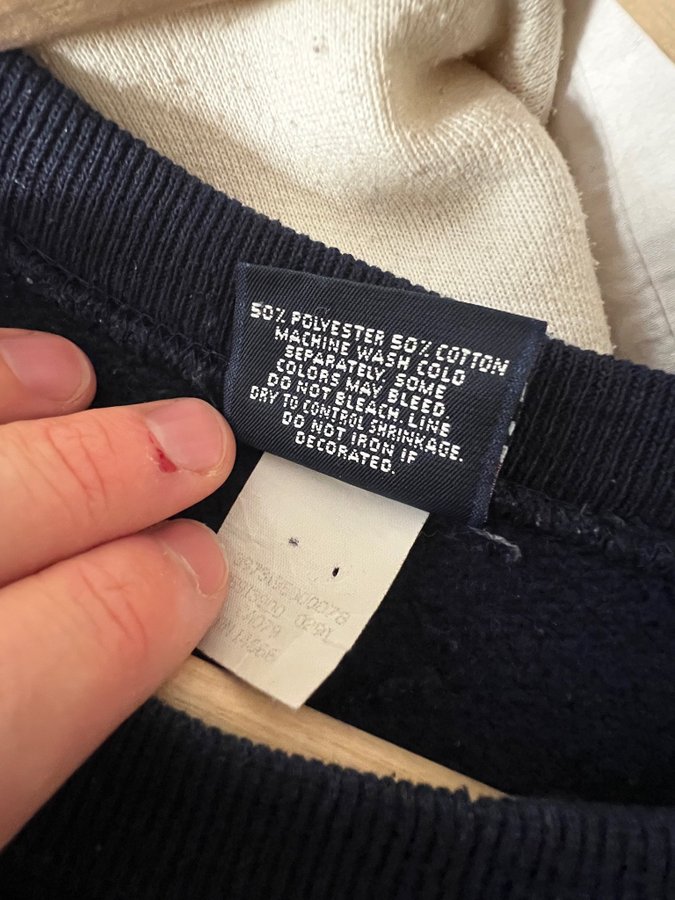 50% POLYESTER 50% COTTON
MACHINE WASH COLD
SEPARATELY. SOME
COLORS MAY BLEED.
DO NOT BLEACH. LINE
DRY TO CONTROL SHRINKAGE.
DO NOT IRON IF
DECORATED.